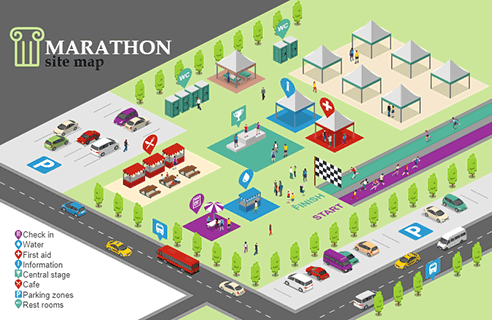 MARATHON
site map
WC
WC
i
P
FINISH
START
P
Check in
Water
First aid
Information
Central stage
Cafe
Parking zones
Rest rooms